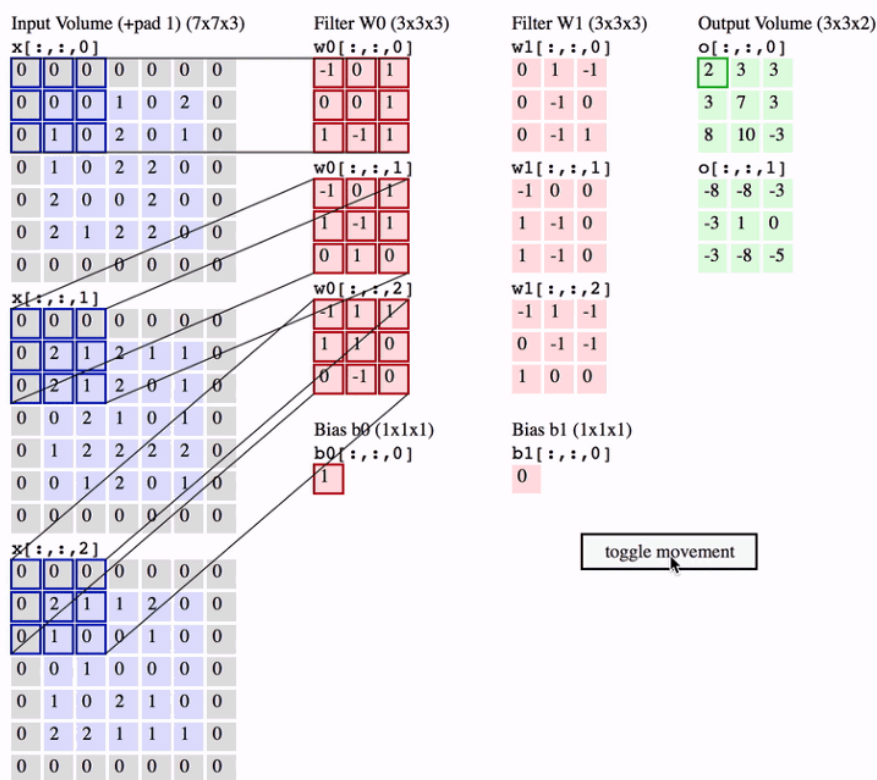 Input Volume (+pad 1) (7x7x3)
x[:,:,0]
0 0 0 0 0 0 0
0 0 0 1 0 2 0
0 1 0 2 0 1 0
0 1 0 2 2 0 0
0 2 0 0 2 0 0
0 2 1 2 2 0 0
0 0 0 0 0 0 0
x[:,:,1]
0 0 0 0 0 0 0
0 2 1 2 1 1 0
0 2 1 2 0 1 0
0 0 2 1 0 1 0
0 1 2 2 2 2 0
0 0 1 2 0 1 0
0 0 0 0 0 0 0
x[:,:,2]
0 0 0 0 0 0 0
0 2 1 1 2 0 0
0 1 0 0 1 0 0
0 0 1 0 0 0 0
0 1 0 2 1 0 0
0 2 2 1 1 1 0
0 0 0 0 0 0 0
Filter W0 (3x3x3)
w0[:,:,0]
-1 0 1
0 0 1
1 -1 1
w0[:,:,1]
-1 0 1
1 -1 1
0 1 0
w0[:,:,2]
-1 1 1
1 1 0
0 -1 0
Bias b0 (1x1x1)
b0[:,:,0]
1
Filter W1 (3x3x3)
w1[:,:,0]
0 1 -1
0 -1 0
0 -1 1
w1[:,:,1]
-1 0 0
1 -1 0
1 -1 0
w1[:,:,2]
-1 1 -1
0 -1 -1
1 0 0
Bias b1 (1x1x1)
b1[:,:,0]
0
Output Volume (3x3x2)
o[:,:,0]
2 3 3
3 7 3
8 10 -3
o[:,:,1]
-8 -8 -3
-3 1 0
-3 -8 -5
toggle movement